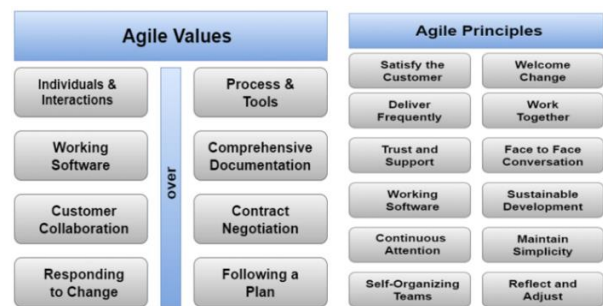 Agile Values
Individuals &
Interactions
Process &
Tools
Working
Software
Comprehensive
Documentation
Customer
Collaboration
Contract
Negotiation
Responding
to Change
Following a
Plan
over
Agile Principles
Satisfy the
Customer
Welcome
Change
Deliver
Frequently
Work
Together
Trust and
Support
Face to Face
Conversation
Working
Software
Sustainable
Development
Continuous
Attention
Maintain
Simplicity
Self-Organizing
Teams
Reflect and
Adjust